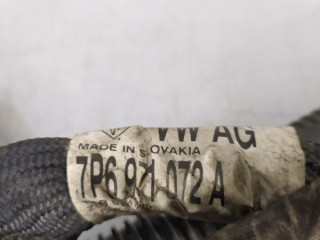 VW AG
MADE IN SLOVAKIA
7P6 971 072 A